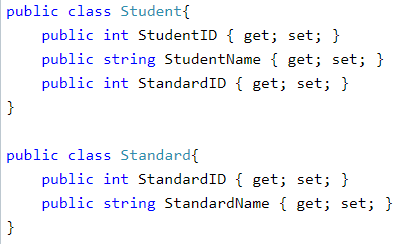 public class Student{
    public int StudentID { get; set; }
    public string StudentName { get; set; }
    public int StandardID { get; set; }
}

public class Standard{
    public int StandardID { get; set; }
    public string StandardName { get; set; }
}